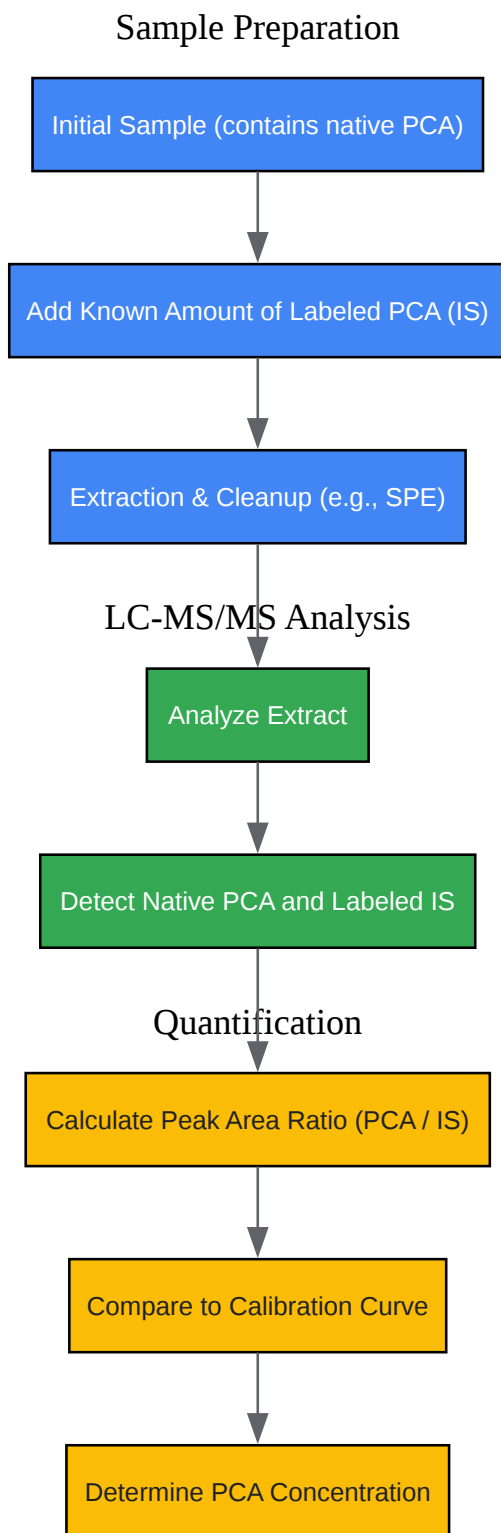 Sample Preparation
Initial Sample (contains native PCA)
Add Known Amount of Labeled PCA (IS)
Extraction & Cleanup (e.g., SPE)
LC-MS/MS Analysis
Analyze Extract
Detect Native PCA and Labeled IS
Quantification
Calculate Peak Area Ratio (PCA / IS)
Compare to Calibration Curve
Determine PCA Concentration